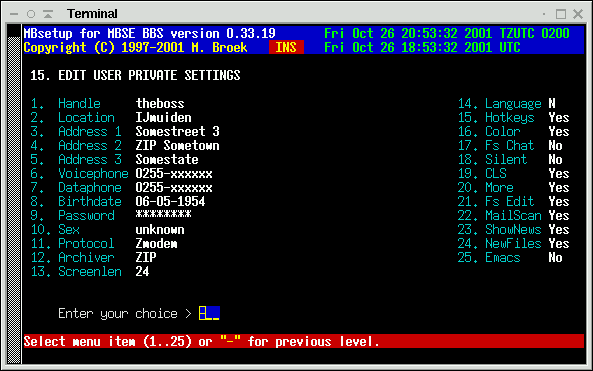 Terminal
MBsetup for MBSE BBS version 0.33.19 Fri Oct 26 20:53:32 2001 TZUTC 0200
Copyright (C) 1997-2001 M. Broek INS Fri Oct 26 18:53:32 2001 UTC
15. EDIT USER PRIVATE SETTINGS
1. Handle theboss 14. Language N
2. Location IJmuiden 15. Hotkeys Yes
3. Address 1 Somestreet 3 16. Color Yes
4. Address 2 ZIP Sometown 17. Fs Chat No
5. Address 3 Somestate 18. Silent No
6. Voicephone 0255-xxxxxx 19. CLS Yes
7. Dataphone 0255-xxxxxx 20. More Yes
8. Birthdate 06-05-1954 21. Fs Edit Yes
9. Password ******** 22. MailScan Yes
10. Sex unknown 23. ShowNews Yes
11. Protocol Zmodem 24. NewFiles Yes
12. Archiver ZIP 25. Emacs No
13. Screenlen 24
Enter your choice > -__
Select menu item (1..25) or "-" for previous level.